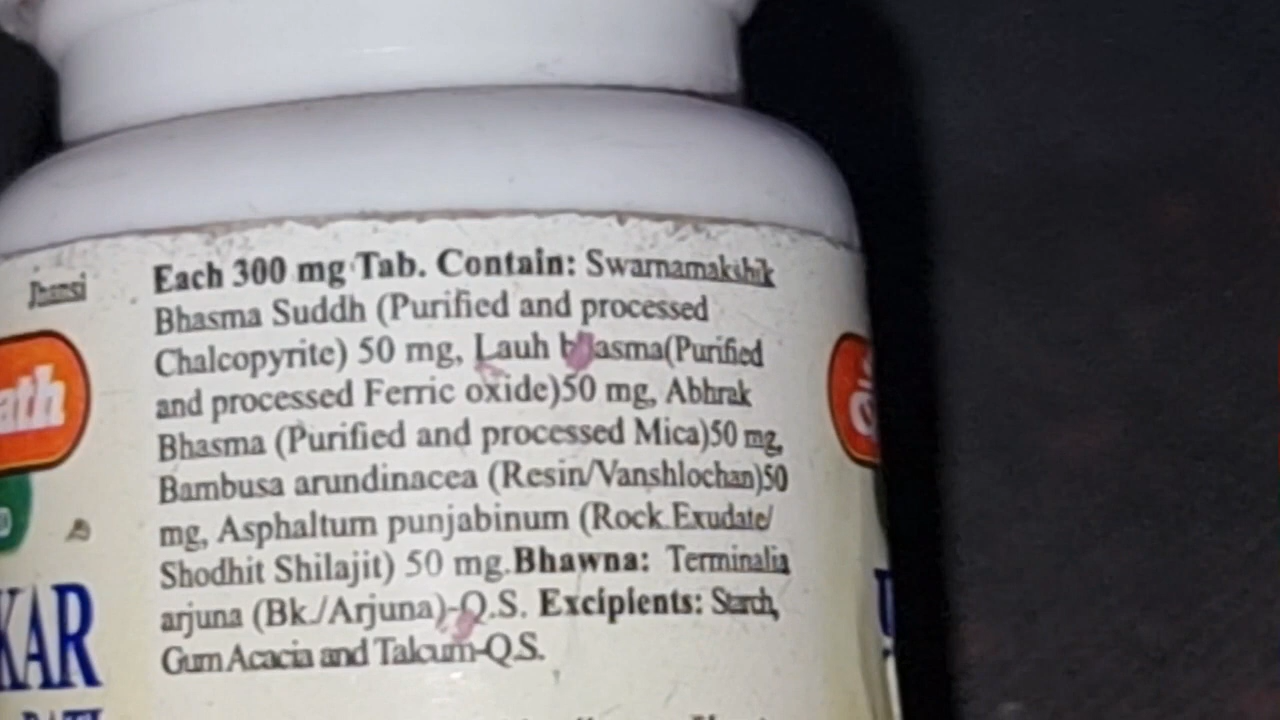 Jhansi
Each 300 mg Tab. Contain: Swarnamakshik
Bhasma Suddh (Purified and processed
Chalcopyrite) 50 mg, Lauh bhasma(Purified
and processed Ferric oxide)50 mg, Abhrak
Bhasma (Purified and processed Mica)50 mg,
Bambusa arundinacea (Resin/Vanshlochan)50
mg, Asphaltum punjabinum (Rock Exudate/
Shodhit Shilajit) 50 mg.Bhawna: Terminalia
arjuna (Bk./Arjuna)-Q.S. Excipients: Starch,
Gum Acacia and Talcum-Q.S.
ath
KAR